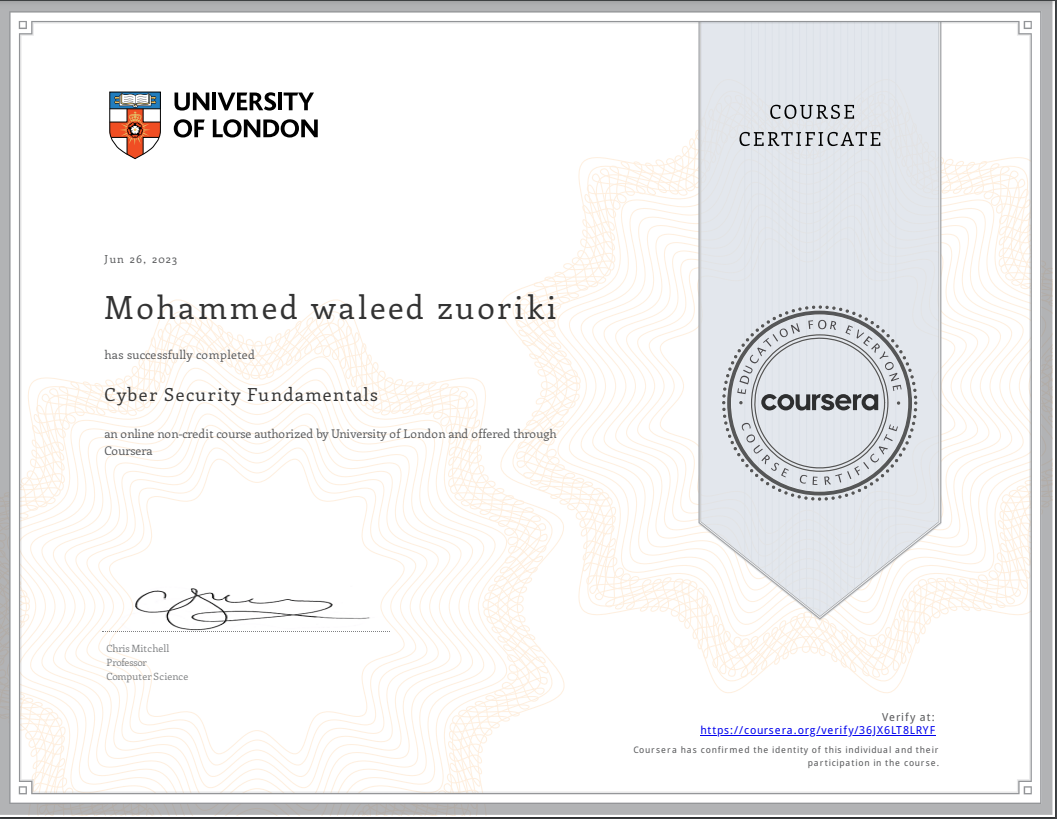 UNIVERSITY
OF LONDON
COURSE
CERTIFICATE
Jun 26, 2023
Mohammed waleed zuoriki
has successfully completed
Cyber Security Fundamentals
an online non-credit course authorized by University of London and offered through
Coursera
EDUCATION FOR EVERYONE
coursera
COURSE CERTIFICATE
Chris Mitchell
Professor
Computer Science
Verify at:
https://coursera.org/verify/36JX6LT8LRYF
Coursera has confirmed the identity of this individual and their
participation in the course.